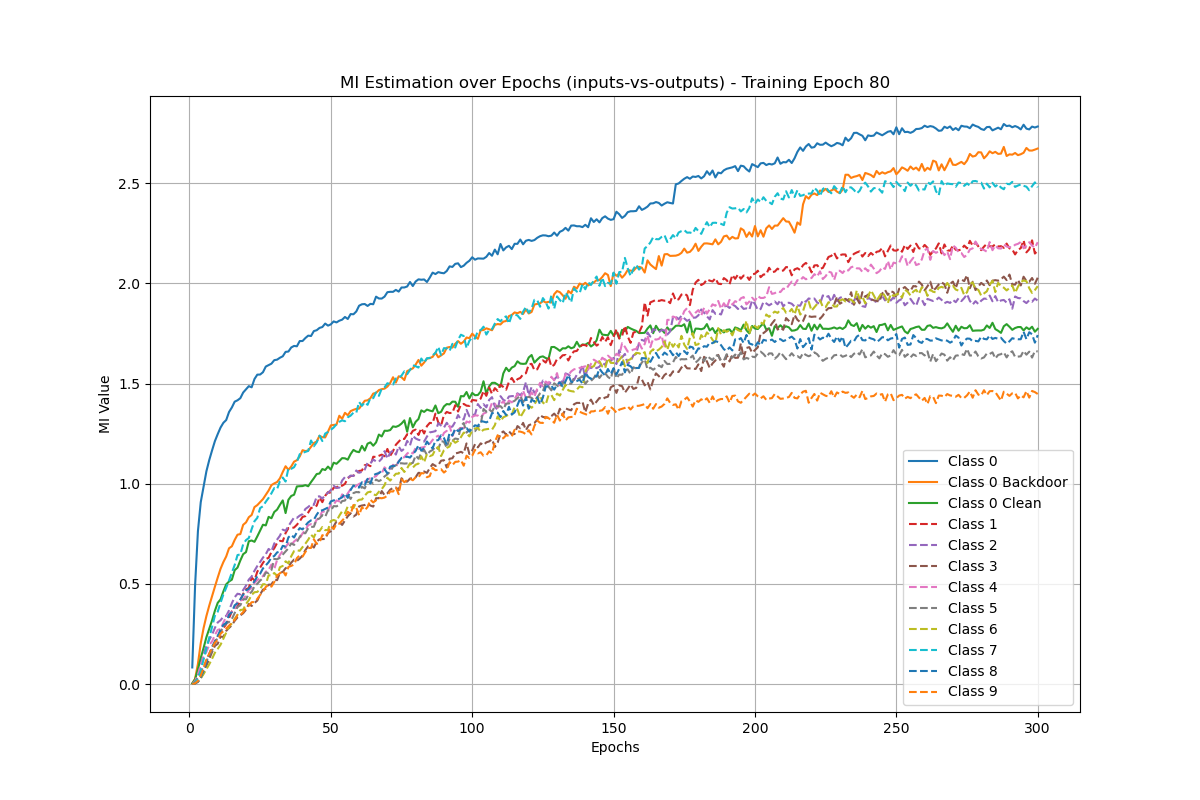 MI Estimation over Epochs (inputs-vs-outputs) - Training Epoch 80
MI Value
2.5
2.0
1.5
1.0
0.5
0.0
0 50 100 150 200 250 300
Epochs
Class 0
Class 0 Backdoor
Class 0 Clean
Class 1
Class 2
Class 3
Class 4
Class 5
Class 6
Class 7
Class 8
Class 9